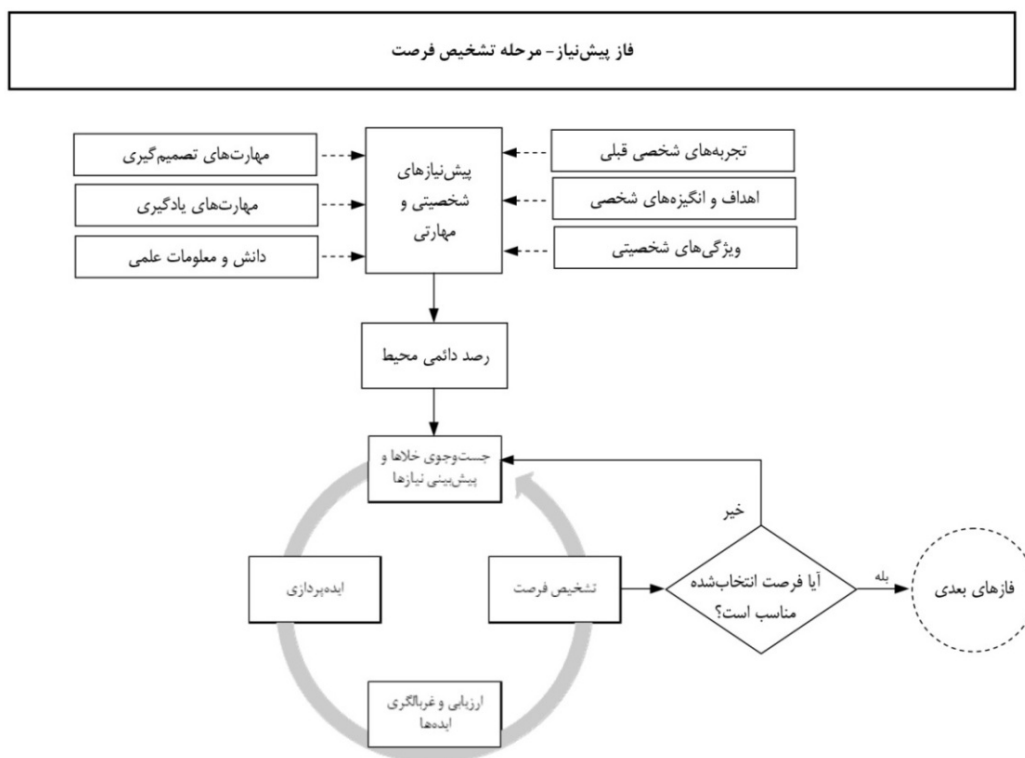 فاز پیش‌نیاز – مرحله تشخیص فرصت
تجربه‌های شخصی قبلی
اهداف و انگیزه‌های شخصی
ویژگی‌های شخصیتی
پیش‌نیازهای
شخصیتی و
مهارتی
مهارت‌های تصمیم‌گیری
مهارت‌های یادگیری
دانش و معلومات علمی
رصد دائمی محیط
جست‌وجوی خلاها و
پیش‌بینی نیازها
خیر
فازهای بعدی
بله
آیا فرصت انتخاب‌شده
مناسب است؟
تشخیص فرصت
ایده‌پردازی
ارزیابی و غربالگری
ایده‌ها